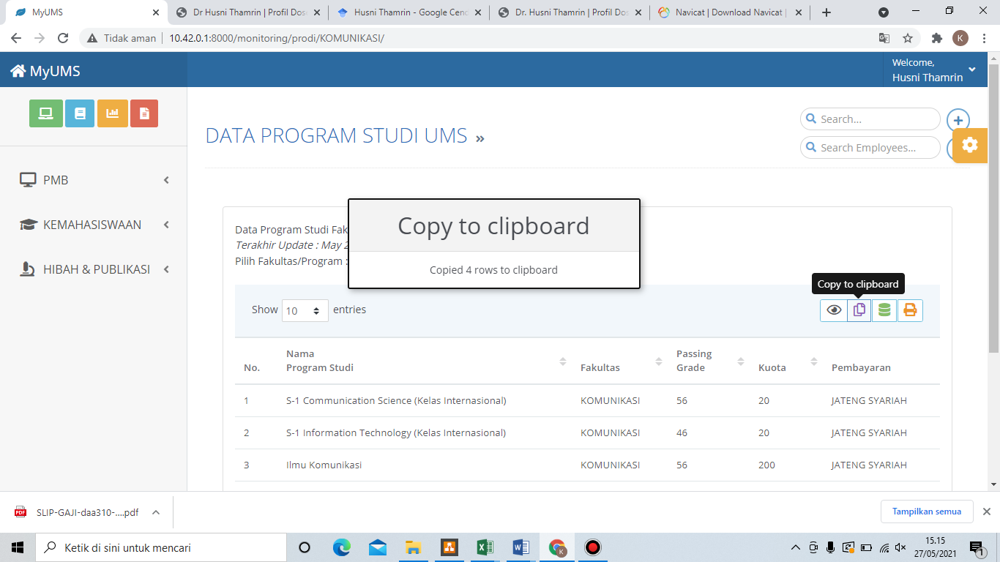 MyUMS
Dr Husni Thamrin | Profil Dos
Husni Thamrin - Google Cend
Dr. Husni Thamrin | Profil Dos
Navicat | Download Navicat |
Tidak aman
10.42.0.1:8000/monitoring/prodi/KOMUNIKASI/
K
MyUMS
Welcome,
Husni Thamrin
DATA PROGRAM STUDI UMS »
Search...
Search Employees...
PMB
KEMAHASISWAAN
HIBAH & PUBLIKASI
Copy to clipboard
Copied 4 rows to clipboard
Data Program Studi Fak
Terakhir Update : May 2
Pilih Fakultas/Program :
Copy to clipboard
Show 10 entries
No. Nama Program Studi Fakultas Passing Grade Kuota Pembayaran
1 S-1 Communication Science (Kelas Internasional) KOMUNIKASI 56 20 JATENG SYARIAH
2 S-1 Information Technology (Kelas Internasional) KOMUNIKASI 46 20 JATENG SYARIAH
3 Ilmu Komunikasi KOMUNIKASI 56 200 JATENG SYARIAH
PDF
SLIP-GAJI-daa310-....pdf
Tampilkan semua
Ketik di sini untuk mencari
K
15.15
27/05/2021
1